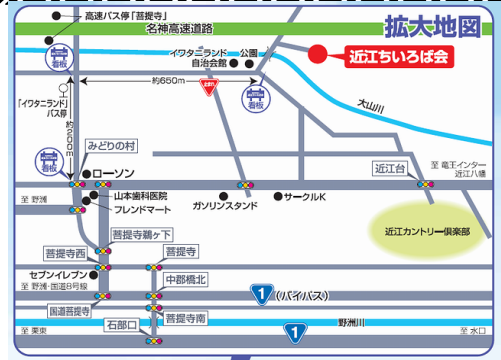 高速バス停「菩提寺」
名神高速道路
拡大地図
看板
イワタニランド
自治会館
公園
近江ちいろば会
約650m
止まれ
看板
「イワタニランド」
バス停
約250m
大山川
看板
みどりの村
ローソン
近江台
至 竜王インター
近江八幡
至 野洲
山本歯科医院
フレンドマート
ガソリンスタンド
サークルK
近江カントリー倶楽部
菩提寺鵜ヶ下
菩提寺西
菩提寺
セブンイレブン
中郡橋北
至 野洲・国道8号線
1
(バイパス)
国道菩提寺
菩提寺南
石部口
野洲川
至 栗東
1
至 水口